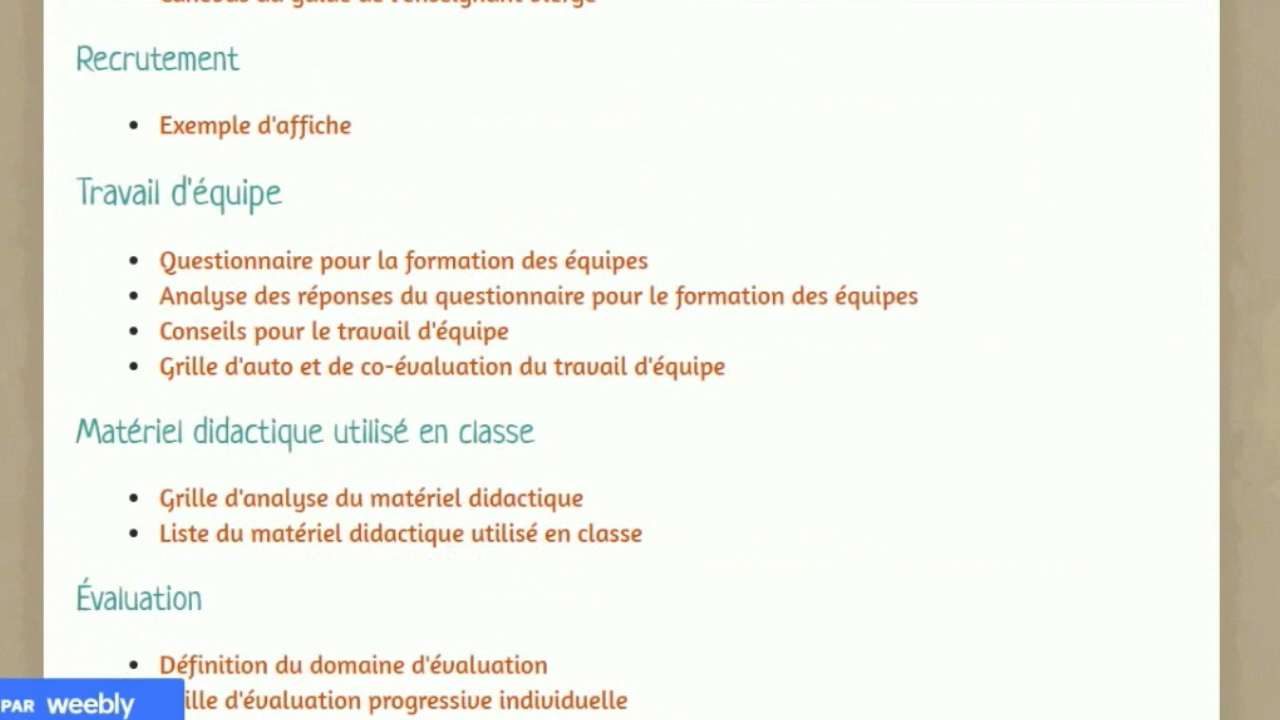 Recrutement
Exemple d'affiche
Travail d'équipe
Questionnaire pour la formation des équipes
Analyse des réponses du questionnaire pour le formation des équipes
Conseils pour le travail d'équipe
Grille d'auto et de co-évaluation du travail d'équipe
Matériel didactique utilisé en classe
Grille d'analyse du matériel didactique
Liste du matériel didactique utilisé en classe
Évaluation
Définition du domaine d'évaluation
d'évaluation progressive individuelle
PAR weebly